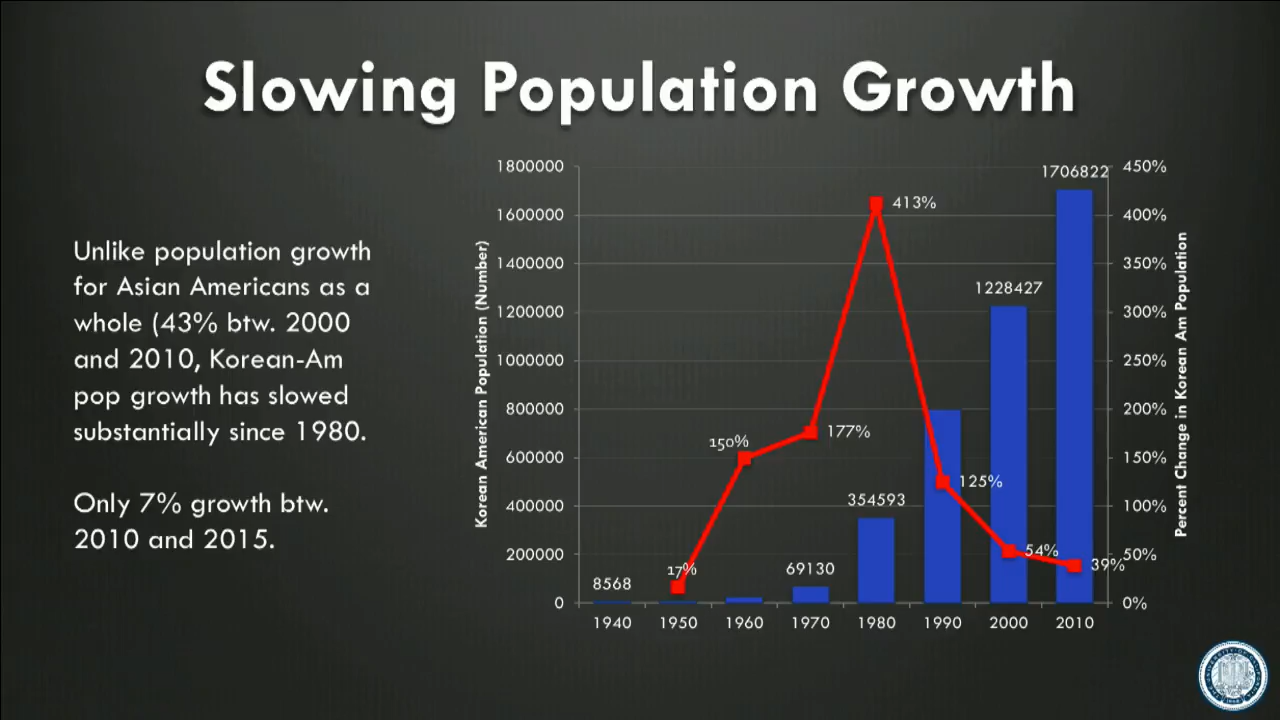 Slowing Population Growth
Unlike population growth
for Asian Americans as a
whole (43% btw. 2000
and 2010, Korean-Am
pop growth has slowed
substantially since 1980.
Only 7% growth btw.
2010 and 2015.
Korean American Population (Number)
1800000
1600000
1400000
1200000
1000000
800000
600000
400000
200000
0
8568
69130
354593
1228427
1706822
17%
150%
177%
413%
125%
54%
39%
1940 1950 1960 1970 1980 1990 2000 2010
450%
400%
350%
300%
250%
200%
150%
100%
50%
0%
Percent Change in Korean Am Population